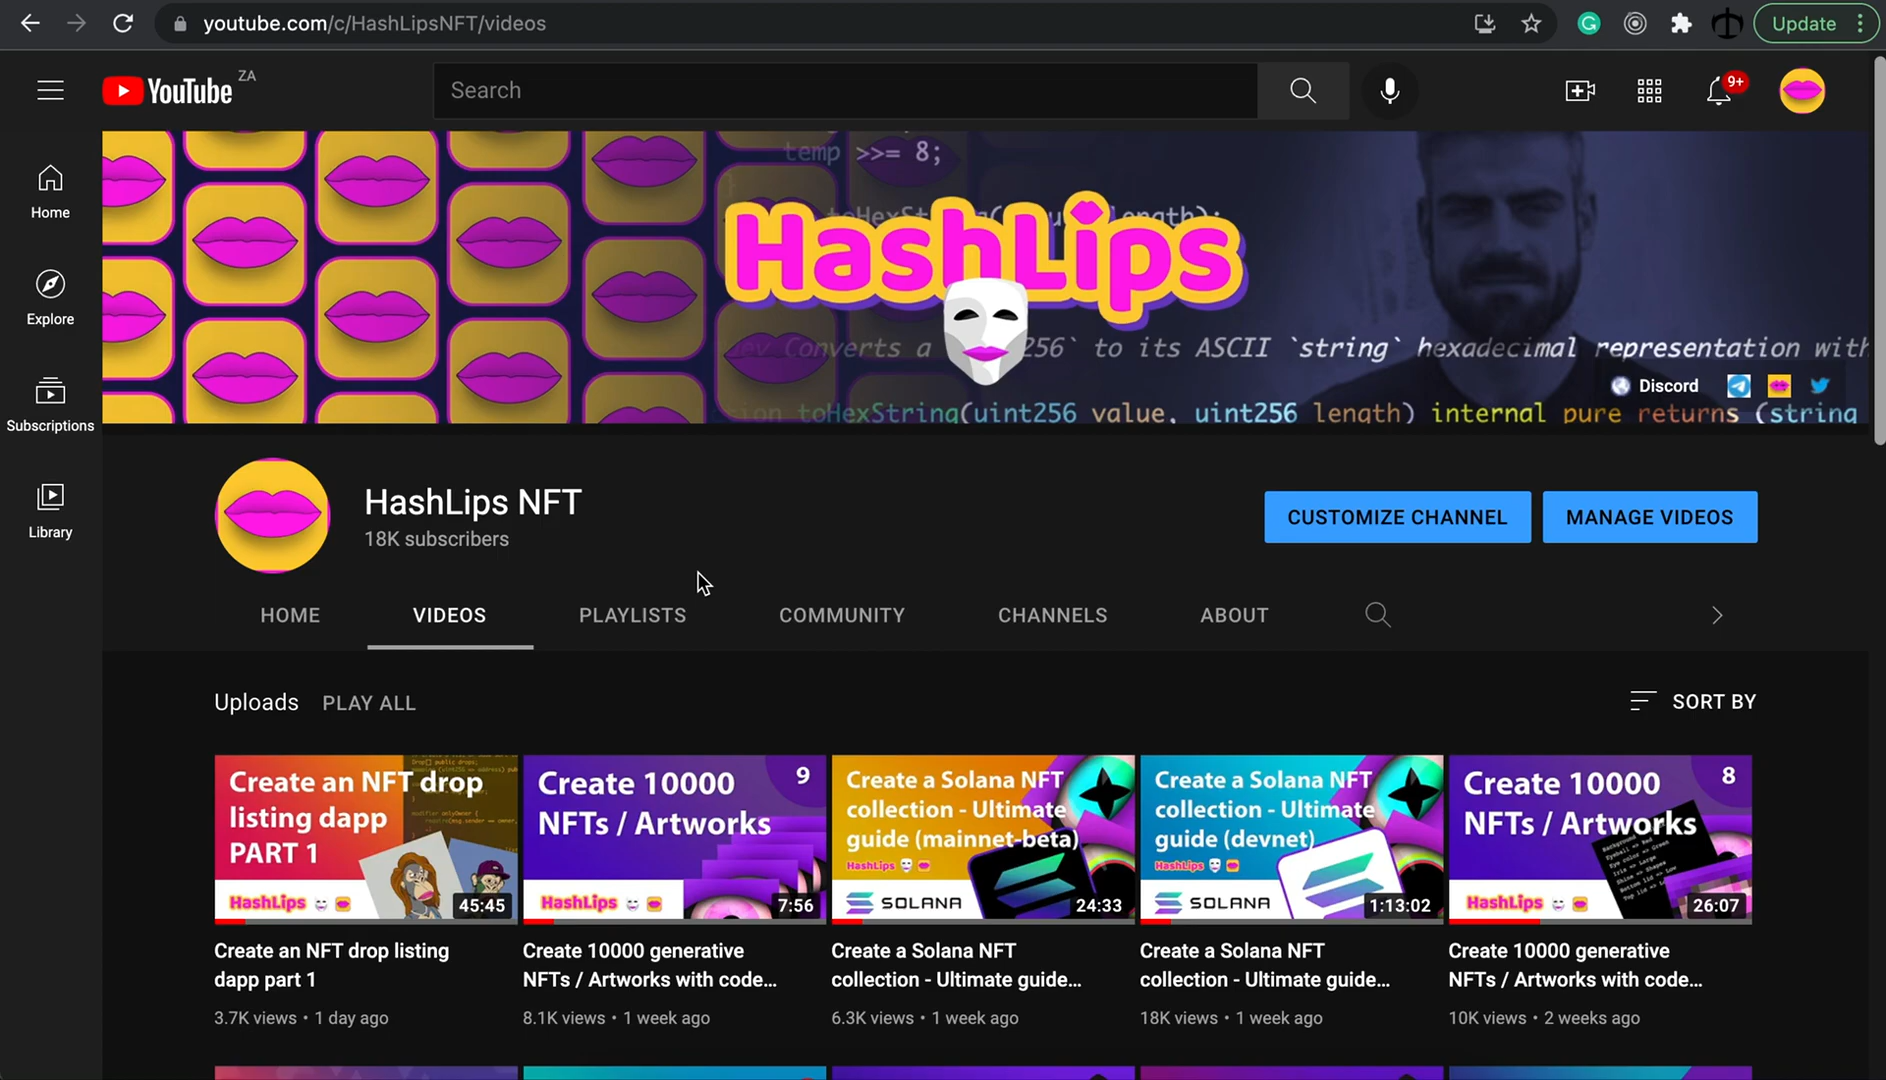 youtube.com/c/HashLipsNFT/videos
Update
YouTube ZA
Search
9+
Home
Explore
Subscriptions
Library
temp >>= 8;
HashLips
Converts a
256` to its ASCII `string` hexadecimal representation with
Discord
toHexString(uint256 value, uint256 length) internal pure returns (string
HashLips NFT
18K subscribers
CUSTOMIZE CHANNEL
MANAGE VIDEOS
HOME
VIDEOS
PLAYLISTS
COMMUNITY
CHANNELS
ABOUT
Uploads
PLAY ALL
SORT BY
Create an NFT drop
listing dapp
PART 1
HashLips
45:45
Create an NFT drop listing
dapp part 1
3.7K views • 1 day ago
Create 10000
NFTs / Artworks
9
HashLips
7:56
Create 10000 generative
NFTs / Artworks with code...
8.1K views • 1 week ago
Create a Solana NFT
collection - Ultimate
guide (mainnet-beta)
HashLips
SOLANA
24:33
Create a Solana NFT
collection - Ultimate guide...
6.3K views • 1 week ago
Create a Solana NFT
collection - Ultimate
guide (devnet)
HashLips
SOLANA
1:13:02
Create a Solana NFT
collection - Ultimate guide...
18K views • 1 week ago
Create 10000
NFTs / Artworks
8
HashLips
26:07
Create 10000 generative
NFTs / Artworks with code...
10K views • 2 weeks ago